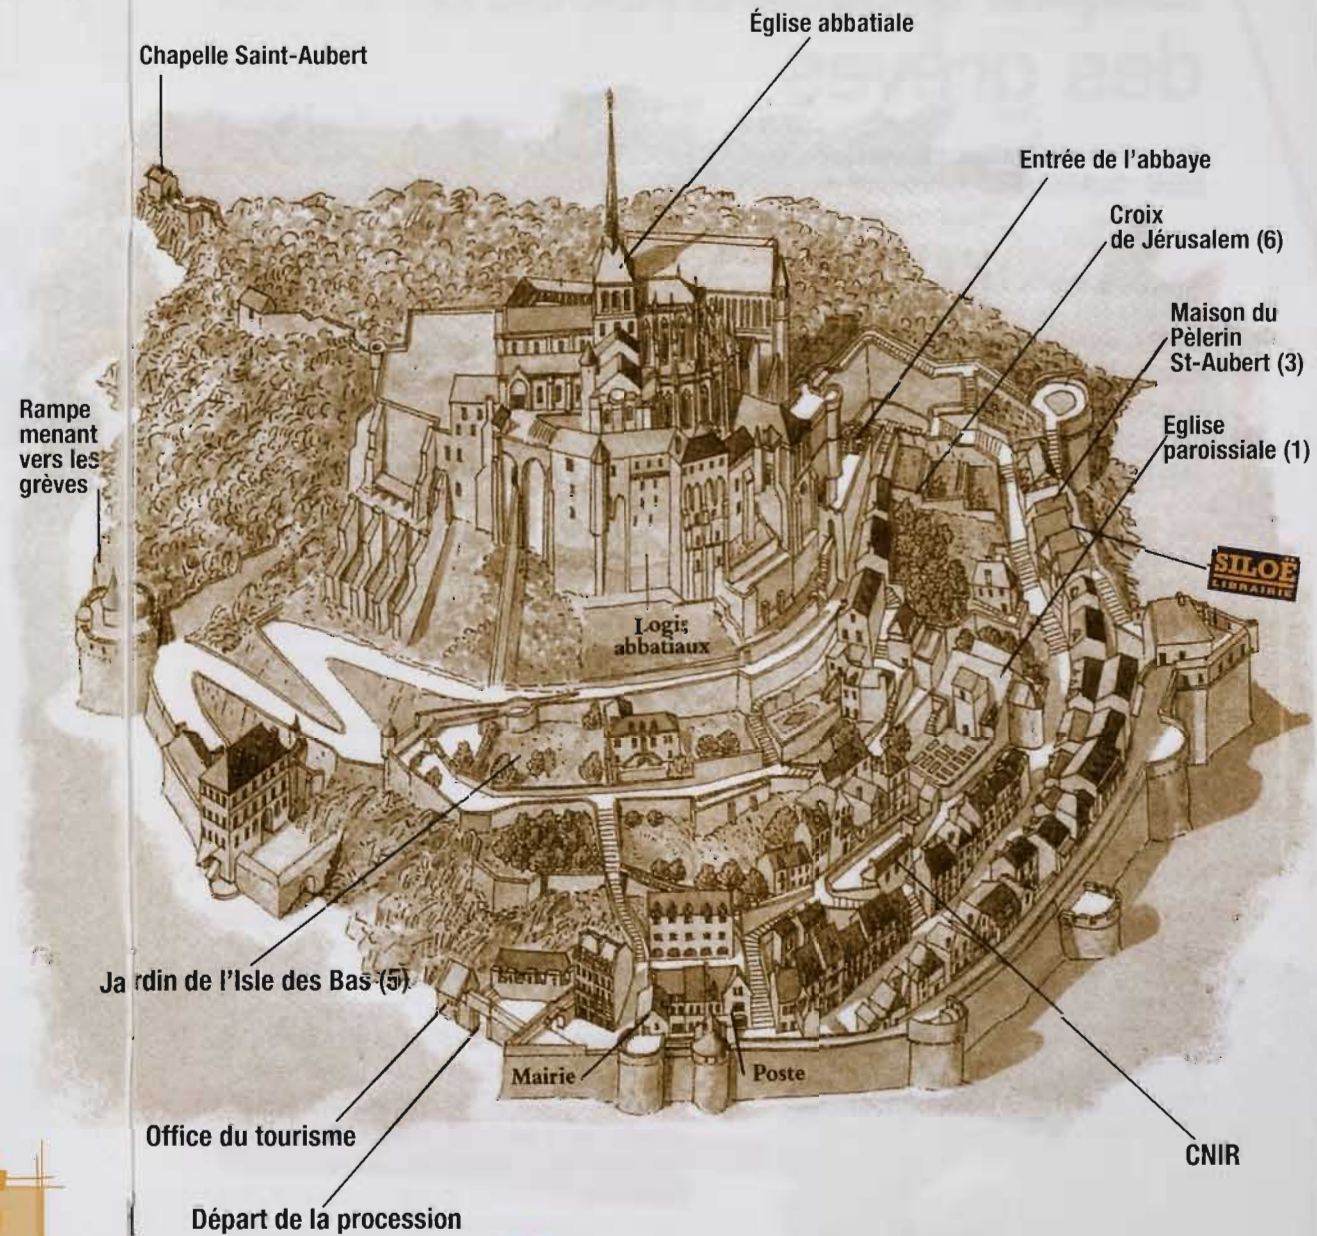 Église abbatiale
Chapelle Saint-Aubert
Entrée de l'abbaye
Croix
de Jérusalem (6)
Maison du
Pèlerin
St-Aubert (3)
Rampe
menant
vers les
grèves
Eglise
paroissiale (1)
SILOË
LIBRAIRIE
Logis
abbatiaux
Jardin de l'Isle des Bas (5)
Mairie
Poste
Office du tourisme
CNIR
Départ de la procession